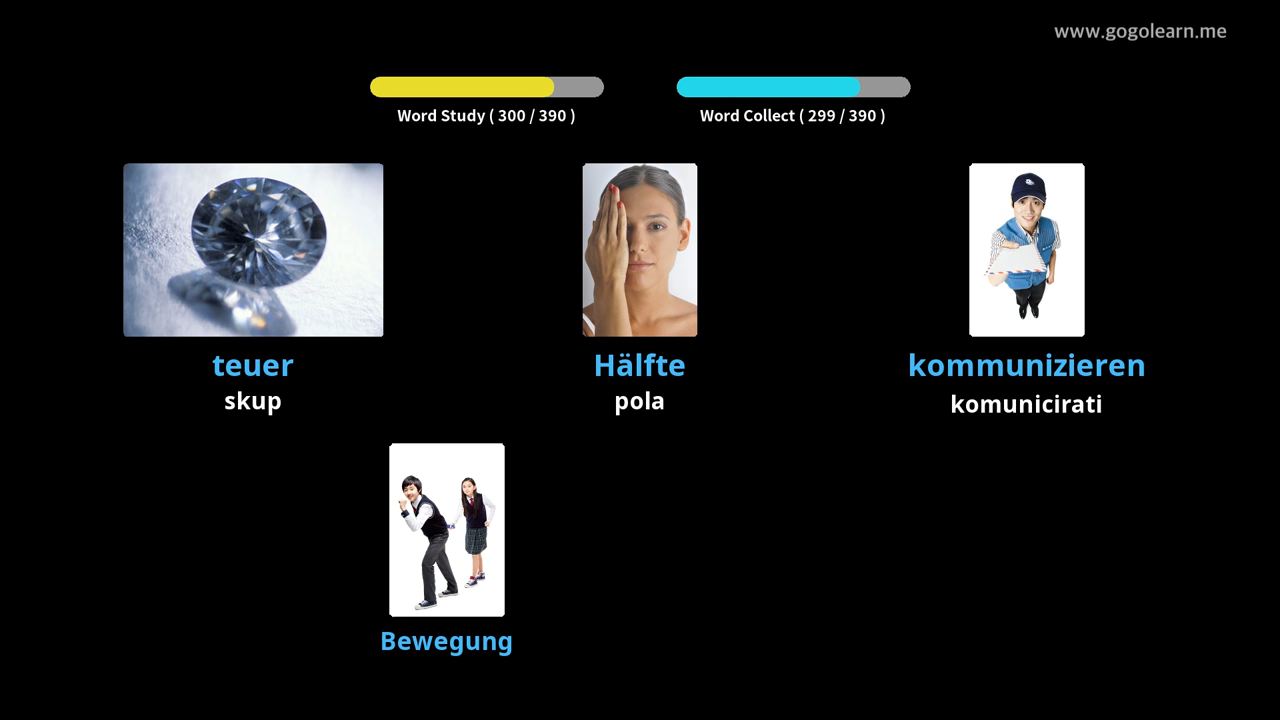 www.gogolearn.me
Word Study ( 300 / 390 )
Word Collect ( 299 / 390 )
teuer
skup
Hälfte
pola
kommunizieren
komunicirati
Bewegung